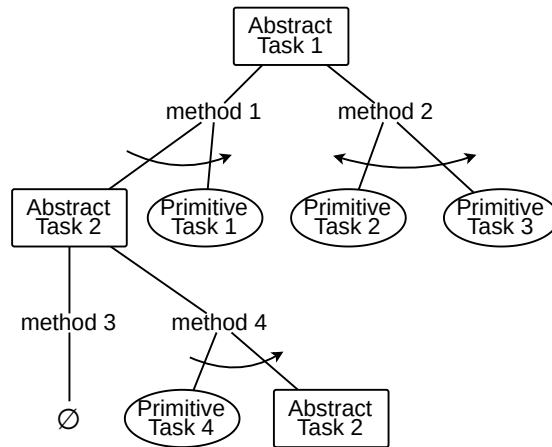 Abstract
Task 1
method 1
method 2
Abstract
Task 2
Primitive
Task 1
Primitive
Task 2
Primitive
Task 3
method 3
method 4
∅
Primitive
Task 4
Abstract
Task 2